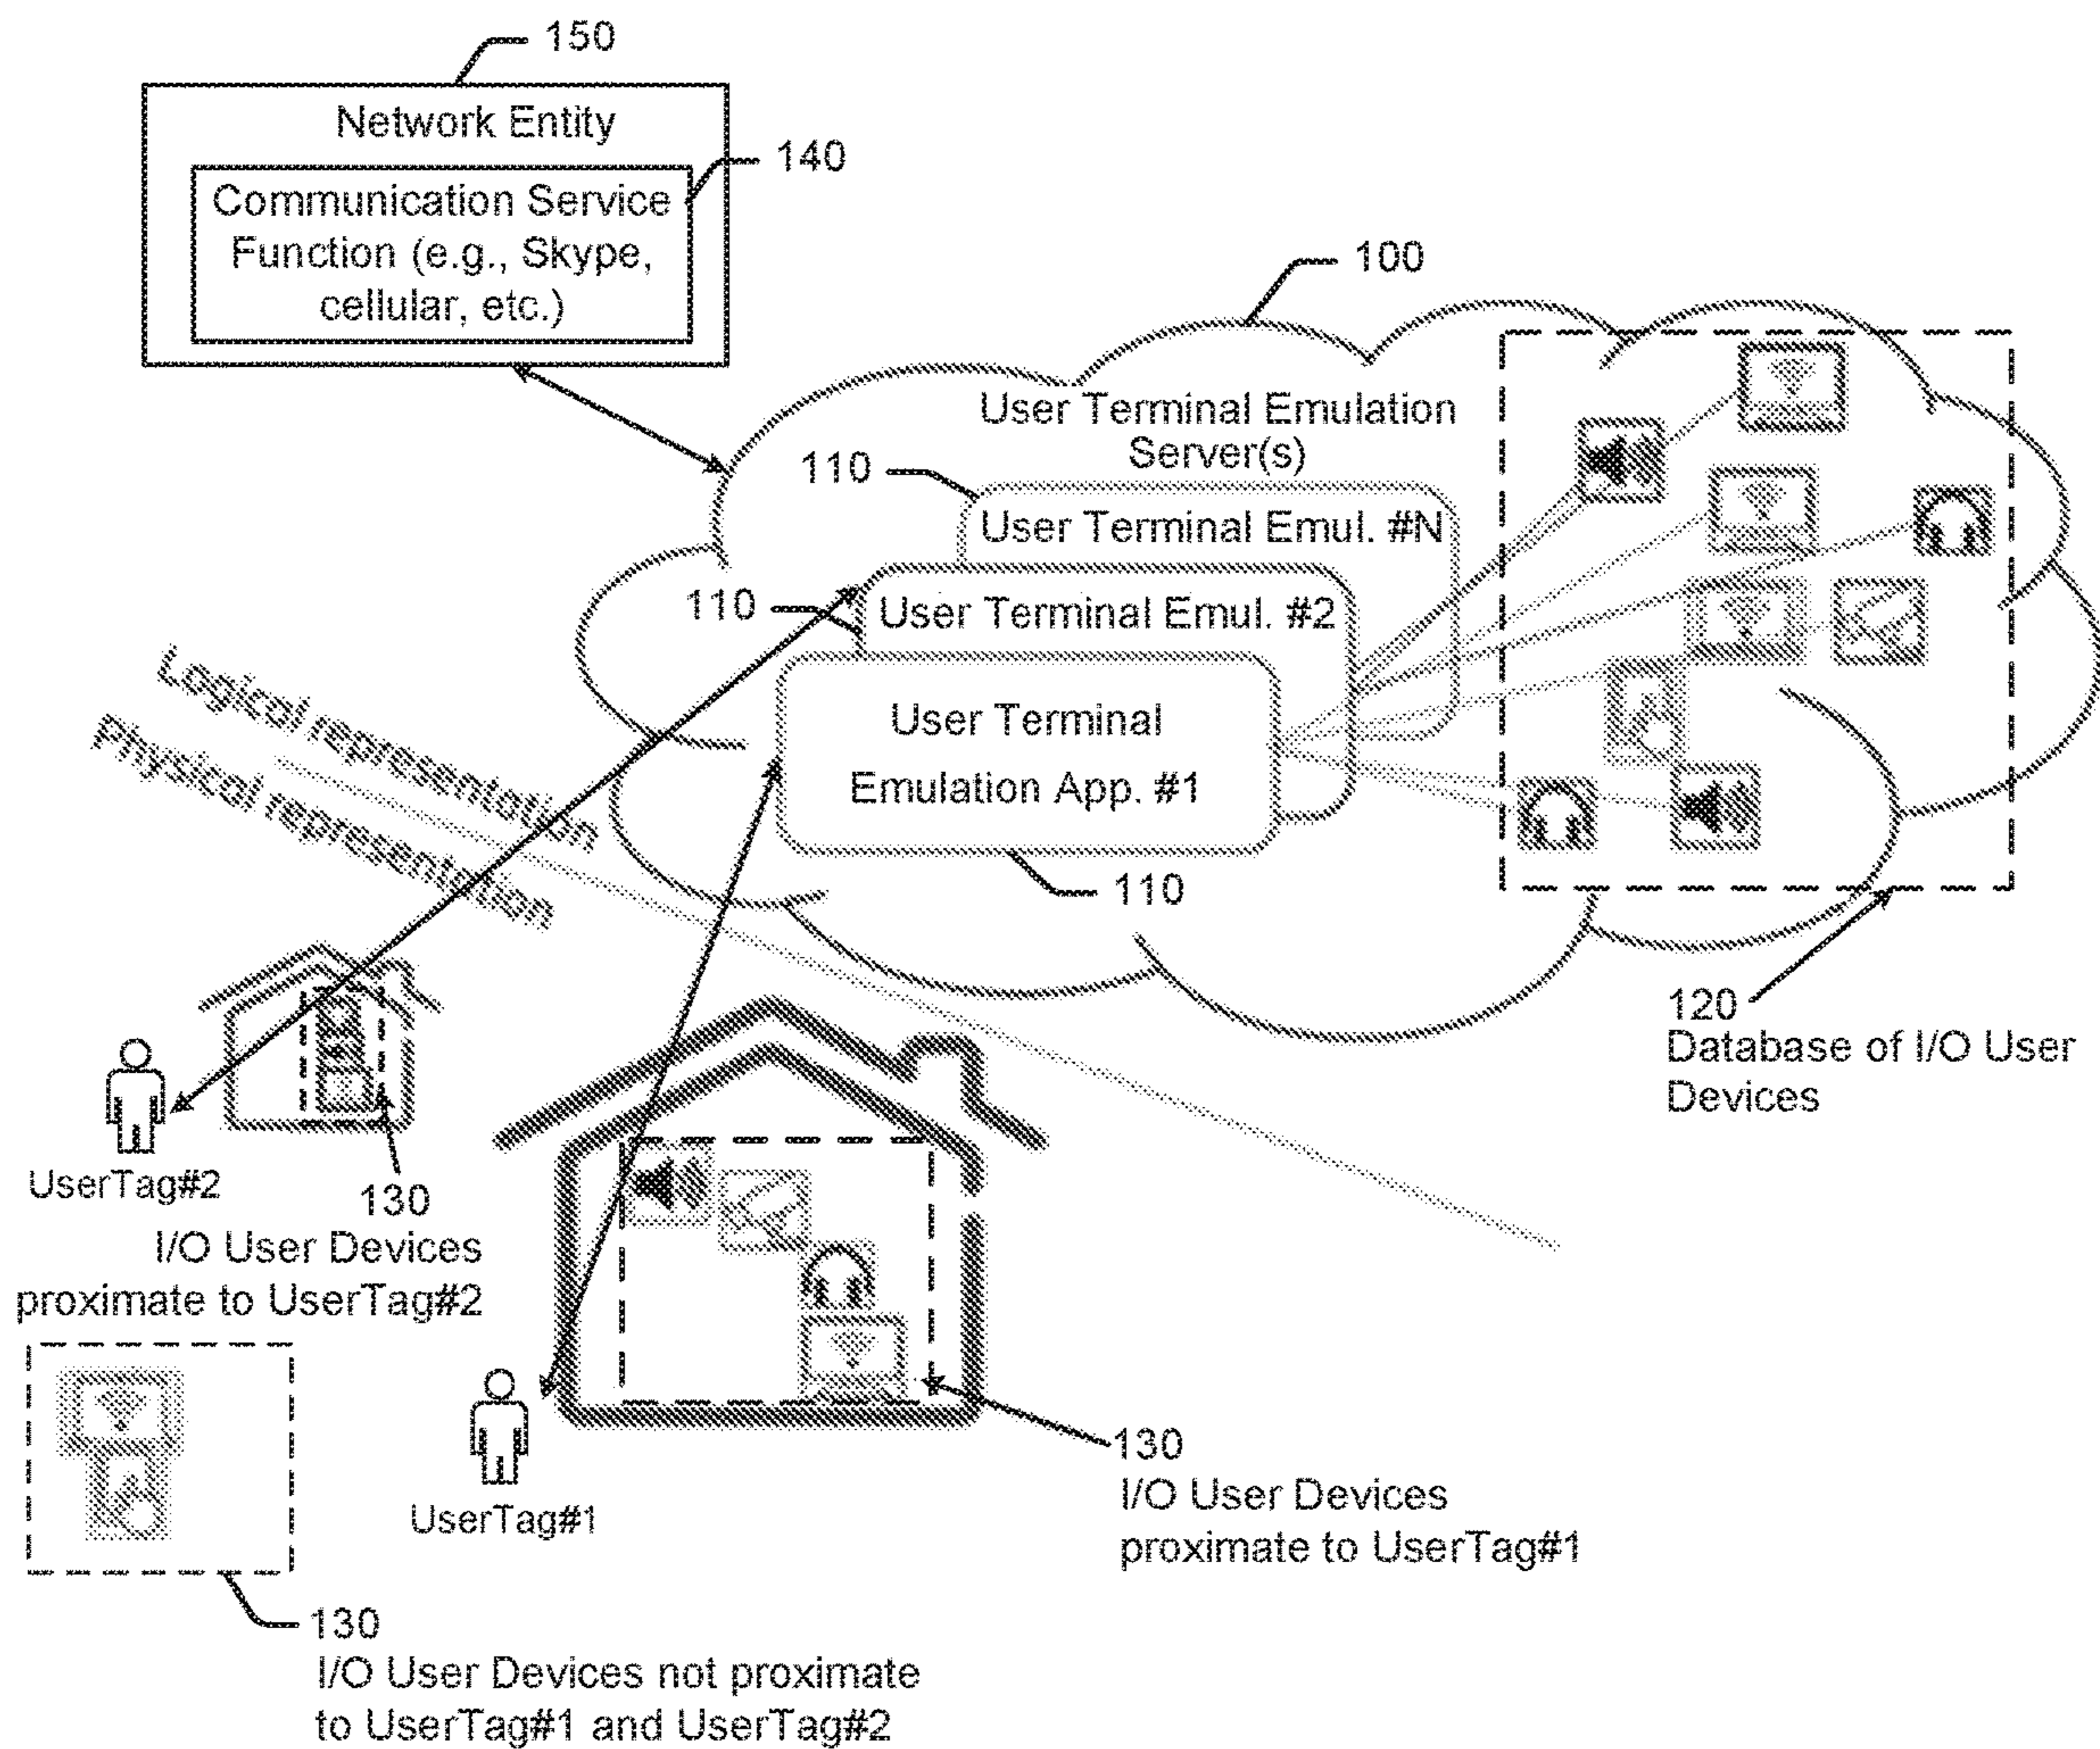 150
Network Entity
140
Communication Service
Function (e.g., Skype,
cellular, etc.)
100
User Terminal Emulation
Server(s)
110
User Terminal Emul. #N
110
User Terminal Emul. #2
User Terminal
Emulation App. #1
110
Logical representation
Physical representation
120
Database of I/O User
Devices
UserTag#2
130
I/O User Devices
proximate to UserTag#2
UserTag#1
130
I/O User Devices
proximate to UserTag#1
130
I/O User Devices not proximate
to UserTag#1 and UserTag#2